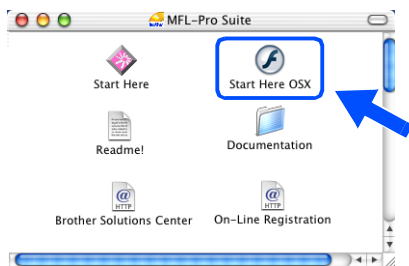 MFL-Pro Suite
Start Here
Start Here OSX
Readme!
Documentation
@
HTTP
@
HTTP
Brother Solutions Center
On-Line Registration